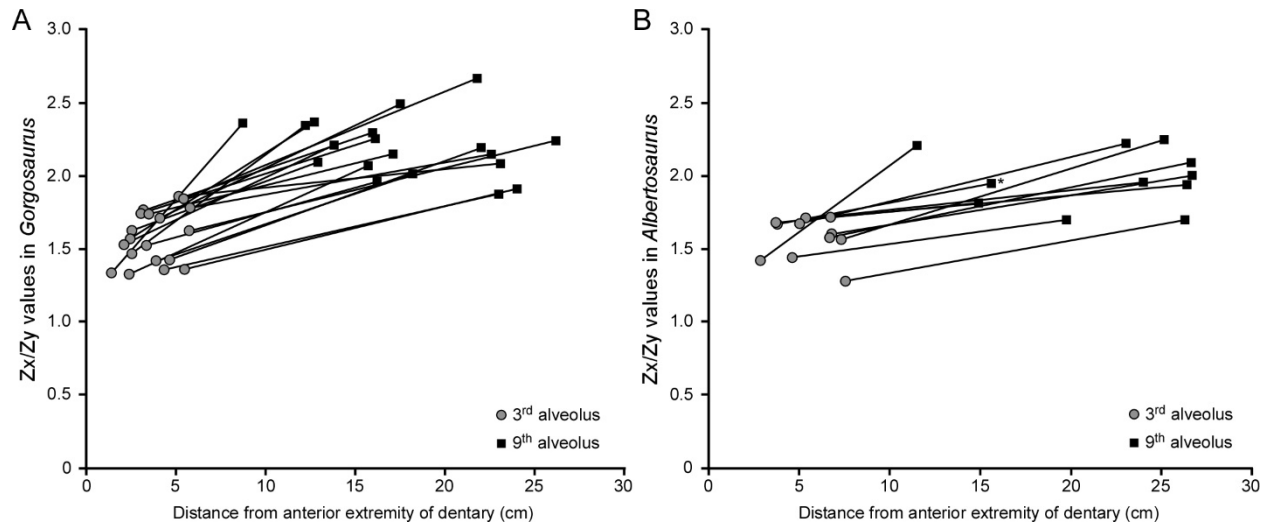 A
Zx/Zy values in Gorgosaurus
3.0
2.5
2.0
1.5
1.0
0.5
0
0 5 10 15 20 25 30
Distance from anterior extremity of dentary (cm)
3rd alveolus
9th alveolus
B
Zx/Zy values in Albertosaurus
3.0
2.5
2.0
1.5
1.0
0.5
0
*
0 5 10 15 20 25 30
Distance from anterior extremity of dentary (cm)
3rd alveolus
9th alveolus